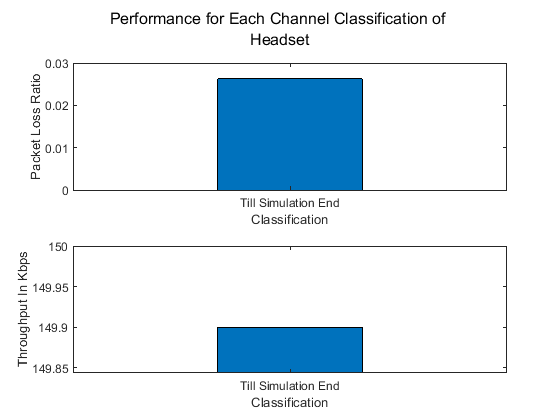 Performance for Each Channel Classification of
Headset
0.03
0.02
0.01
0
Packet Loss Ratio
Till Simulation End
Classification
150
149.95
149.9
149.85
Throughput In Kbps
Till Simulation End
Classification